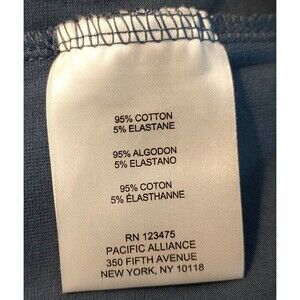 95% COTTON
5% ELASTANE
95% ALGODON
5% ELASTANO
95% COTON
5% ÉLASTHANNE
RN 123475
PACIFIC ALLIANCE
350 FIFTH AVENUE
NEW YORK, NY 10118